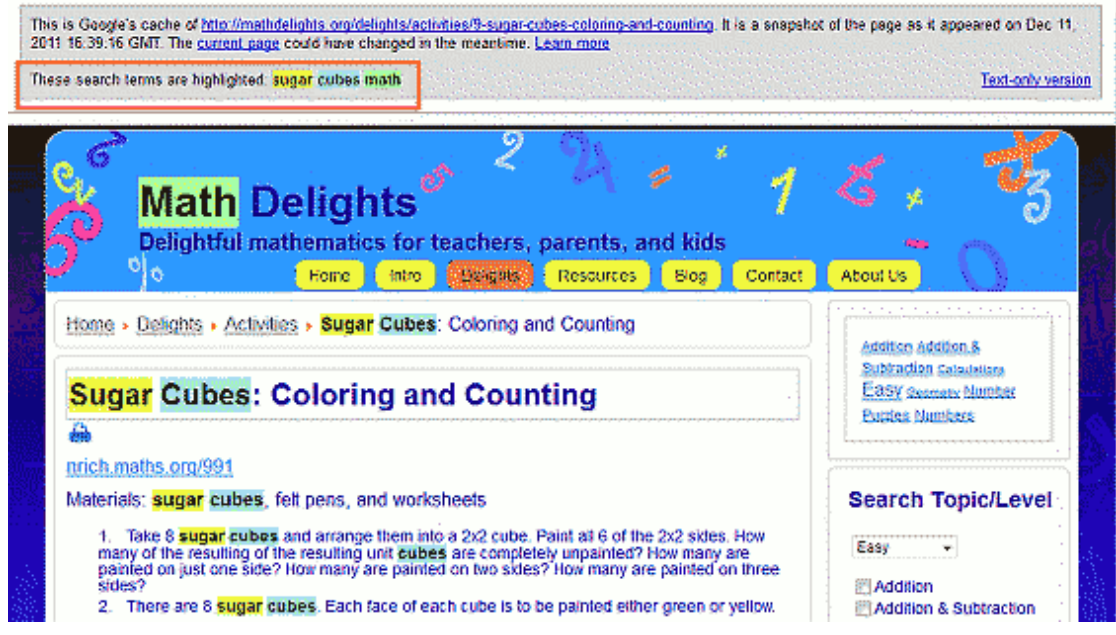 This is Google's cache of http://mathdelights.org/delights/activities/9-sugar-cubes-coloring-and-counting. It is a snapshot of the page as it appeared on Dec 11,
2011 16:39:16 GMT. The current page could have changed in the meantime. Learn more
These search terms are highlighted: sugar cubes math
Text-only version
Math Delights
Delightful mathematics for teachers, parents, and kids
Home Intro Delights Resources Blog Contact About Us
Home Delights Activities Sugar Cubes: Coloring and Counting
Sugar Cubes: Coloring and Counting
nrich.maths.org/991
Materials: sugar cubes, felt pens, and worksheets
1. Take 8 sugar cubes and arrange them into a 2x2 cube. Paint all 6 of the 2x2 sides. How
many of the resulting of the resulting unit cubes are completely unpainted? How many are
painted on just one side? How many are painted on two sides? How many are painted on three
sides?
2. There are 8 sugar cubes. Each face of each cube is to be painted either green or yellow.
Addition Addition &
Subtraction Calculations
Easy Geometry Number
Puzzles Numbers
Search Topic/Level
Easy
Addition
Addition & Subtraction